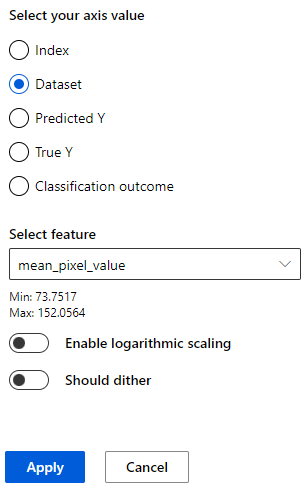 Select your axis value
Index
Dataset
Predicted Y
True Y
Classification outcome
Select feature
mean_pixel_value
Min: 73.7517
Max: 152.0564
Enable logarithmic scaling
Should dither
Apply Cancel